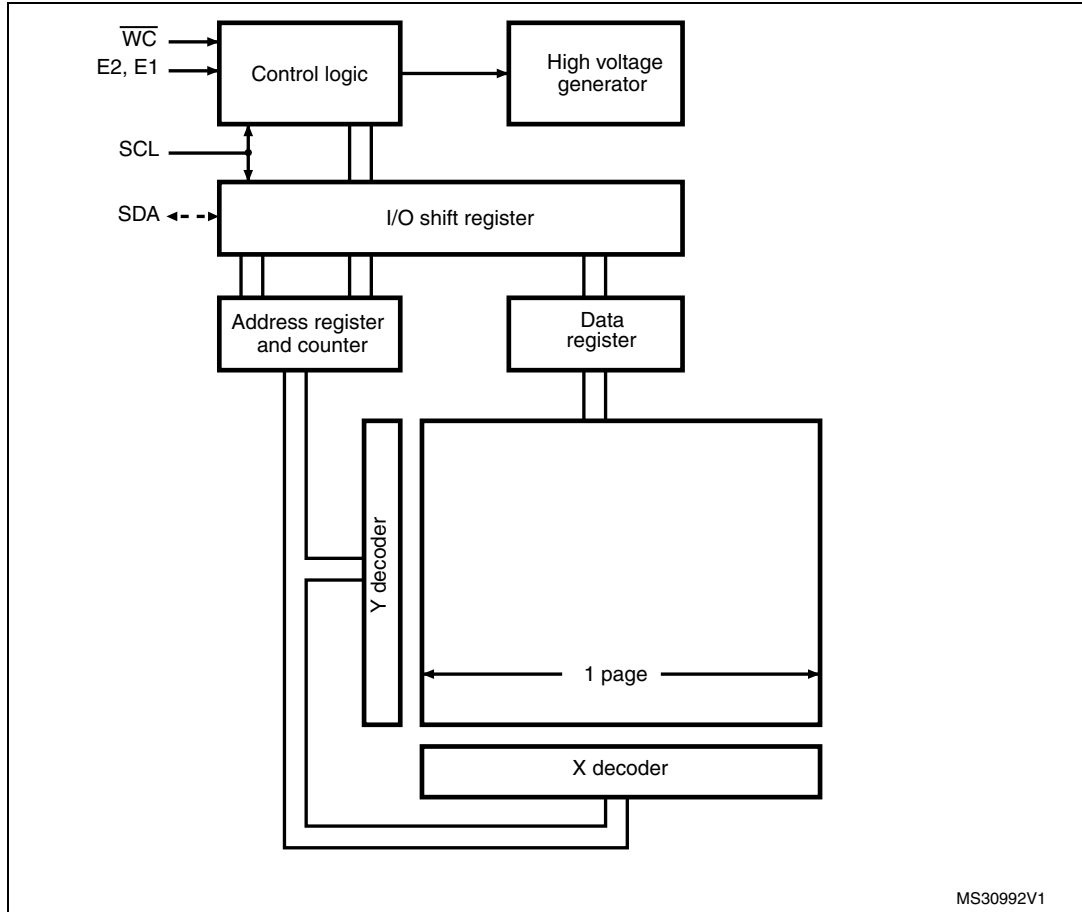 W̅C̅
E2, E1
Control logic
High voltage
generator
SCL
SDA
I/O shift register
Address register
and counter
Data
register
Y decoder
1 page
X decoder
MS30992V1